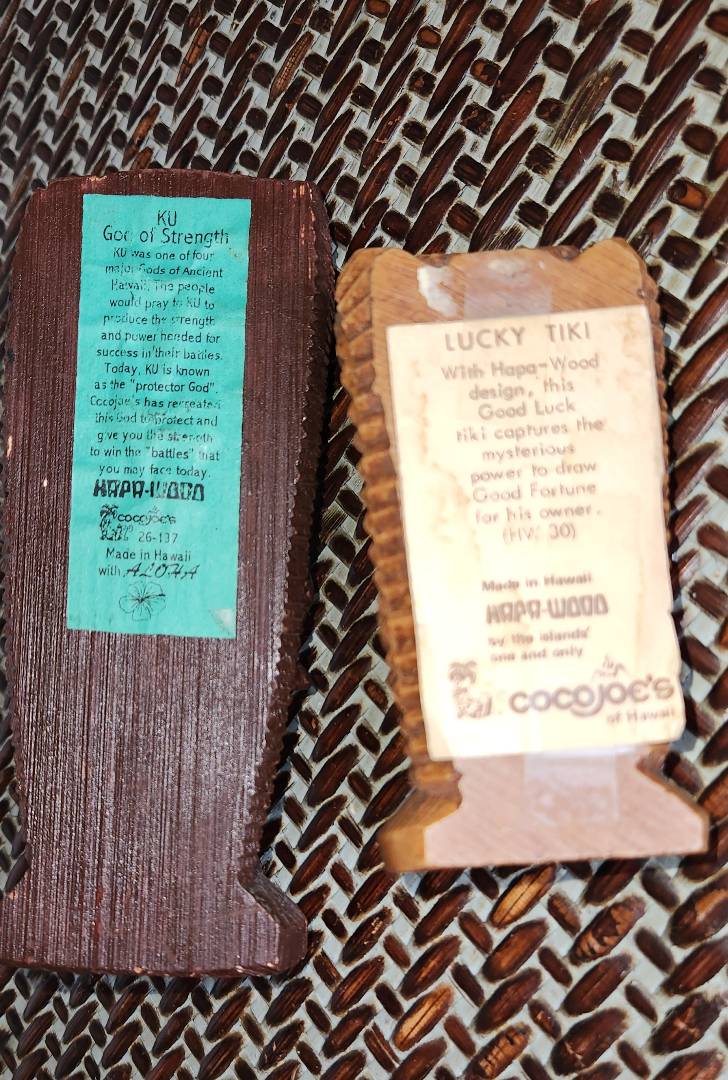 KU
God of Strength
KU was one of four
major Gods of Ancient
Hawaii. The people
would pray to KU to
produce the strength
and power needed for
success in their battles.
Today, KU is known
as the "protector God".
Cocojoe's has recreated
this God to protect and
give you the strength
to win the "battles" that
you may face today.
HAPA-WOOD
cocojoe's
26-137
Made in Hawaii
with ALOHA
LUCKY TIKI
With Hapa-Wood
design, this
Good Luck
tiki captures the
mysterious
power to draw
Good Fortune
for his owner.
(HV: 30)
Made in Hawaii
HAPA-WOOD
by the islands'
one and only
cocojoe's
of Hawaii